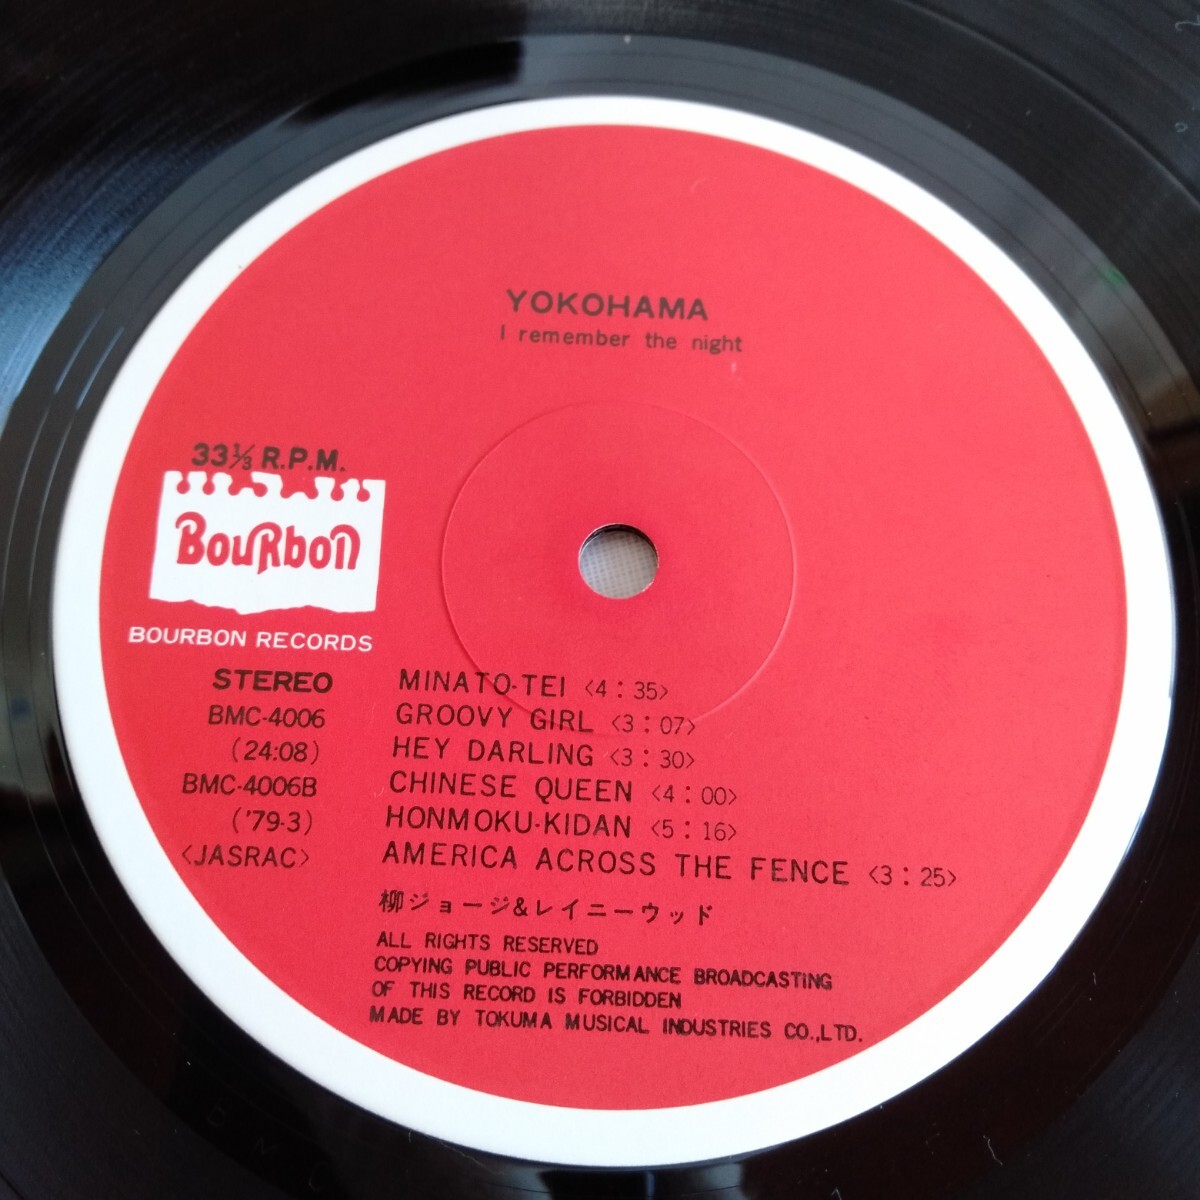 YOKOHAMA
I remember the night
33⅓ R.P.M.
BouRbon
BOURBON RECORDS
STEREO
BMC-4006
(24:08)
BMC-4006B
('79·3)
<JASRAC>
MINATO-TEI <4:35>
GROOVY GIRL <3:07>
HEY DARLING <3:30>
CHINESE QUEEN <4:00>
HONMOKU-KIDAN <5:16>
AMERICA ACROSS THE FENCE <3:25>
柳ジョージ&レイニーウッド
ALL RIGHTS RESERVED
COPYING PUBLIC PERFORMANCE BROADCASTING
OF THIS RECORD IS FORBIDDEN
MADE BY TOKUMA MUSICAL INDUSTRIES CO.,LTD.